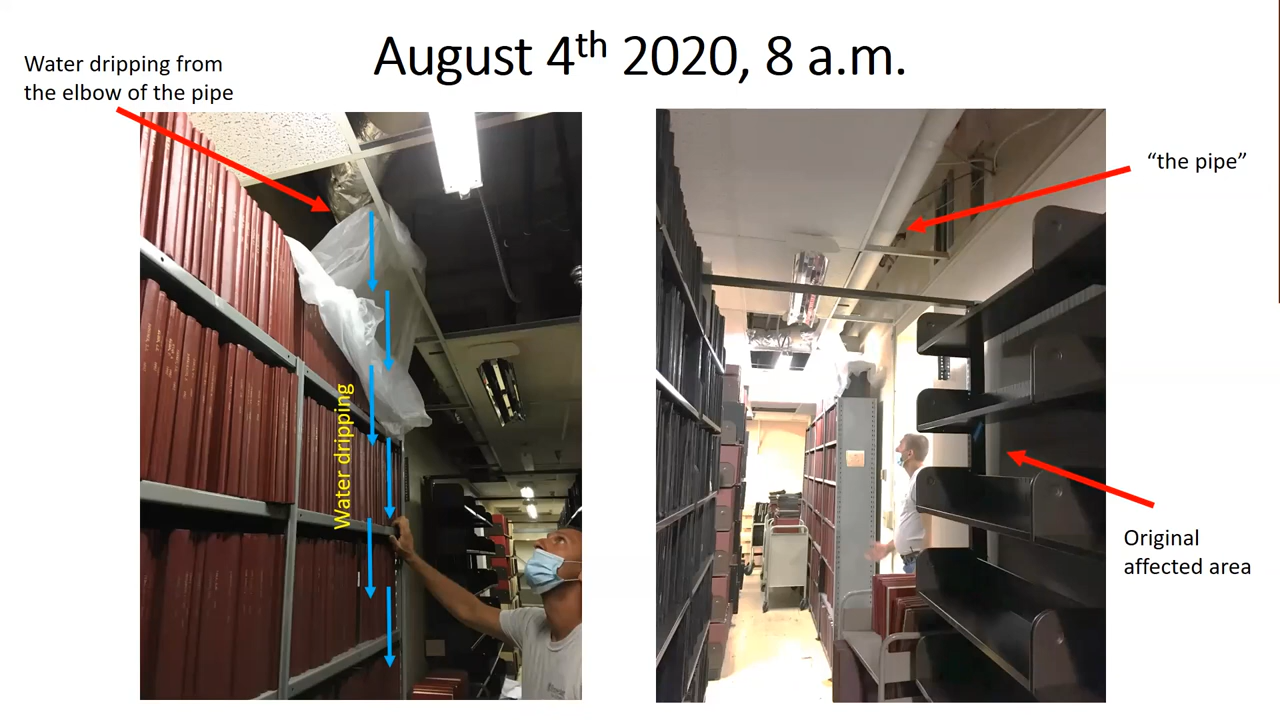 August 4th 2020, 8 a.m.
Water dripping from
the elbow of the pipe
Water dripping
“the pipe”
Original
affected area